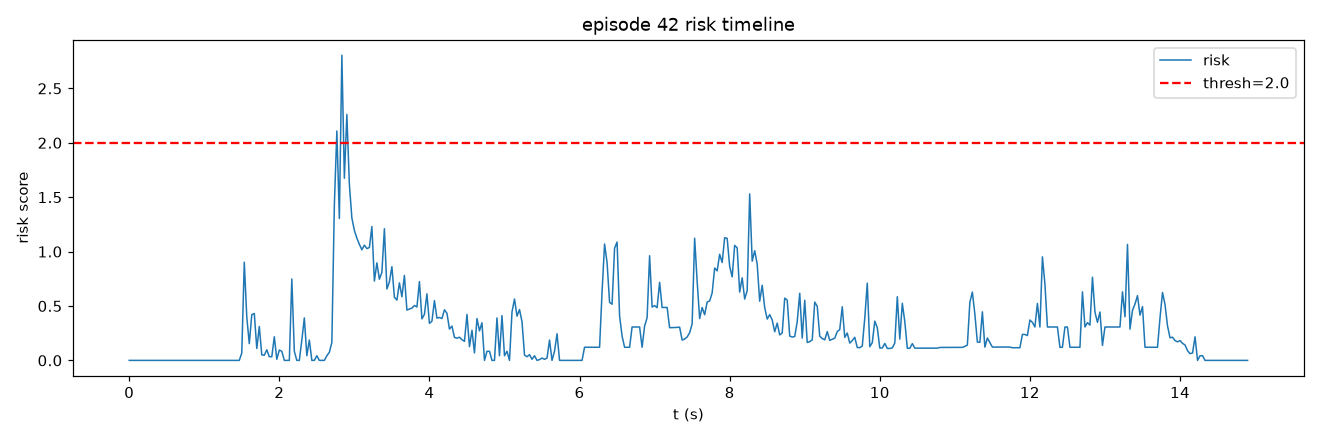 episode 42 risk timeline
risk
thresh=2.0
risk score
2.5
2.0
1.5
1.0
0.5
0.0
0 2 4 6 8 10 12 14
t (s)